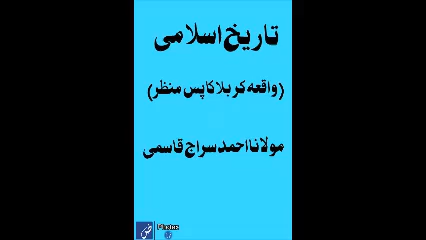 تاریخ اسلامی
(واقعہ کربلا کا پس منظر)
مولانا احمد سراج قاسمی